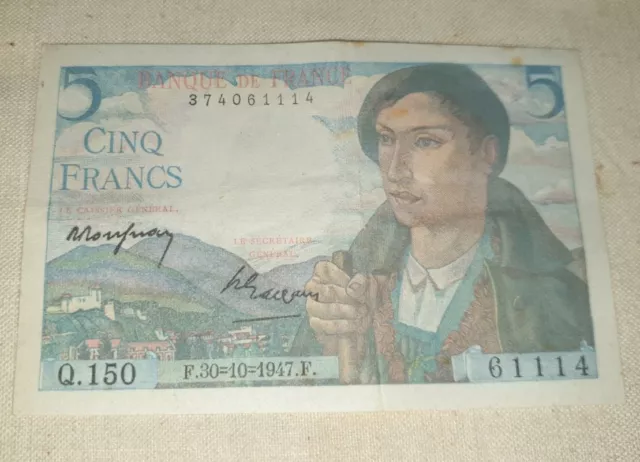 5 BANQUE DE FRANCE 5
374061114
CINQ
FRANCS
LE CAISSIER GÉNÉRAL,
LE SECRÉTAIRE
GÉNÉRAL,
Q.150 F.30=10=1947.F. 61114